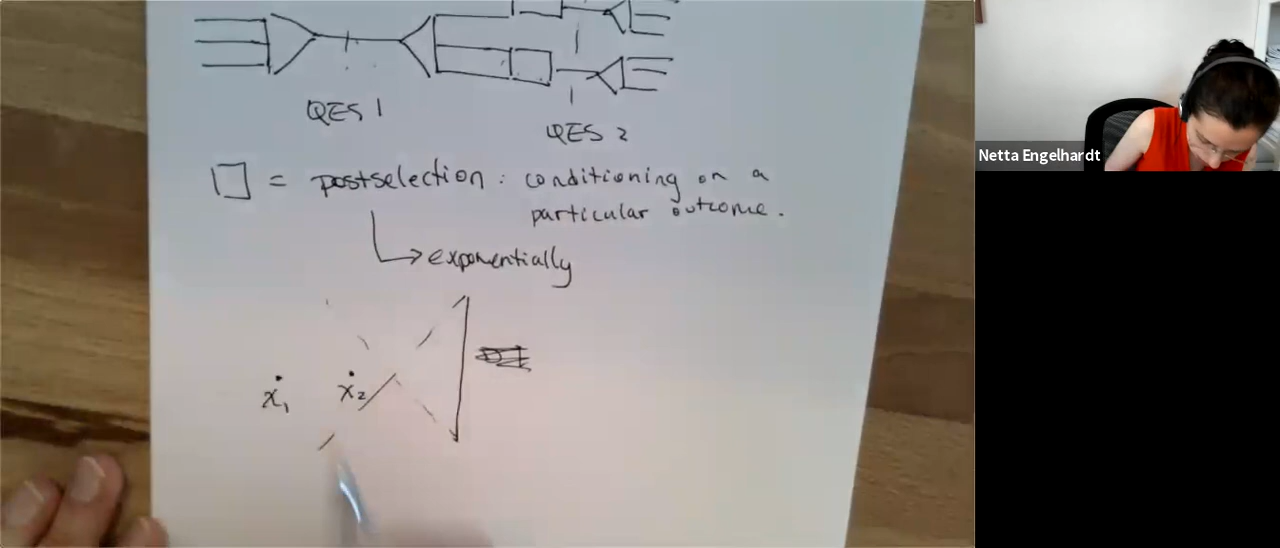 QES 1
QES 2
□ = postselection : conditioning on a
particular outcome.
→ exponentially
x₁
x₂
Netta Engelhardt